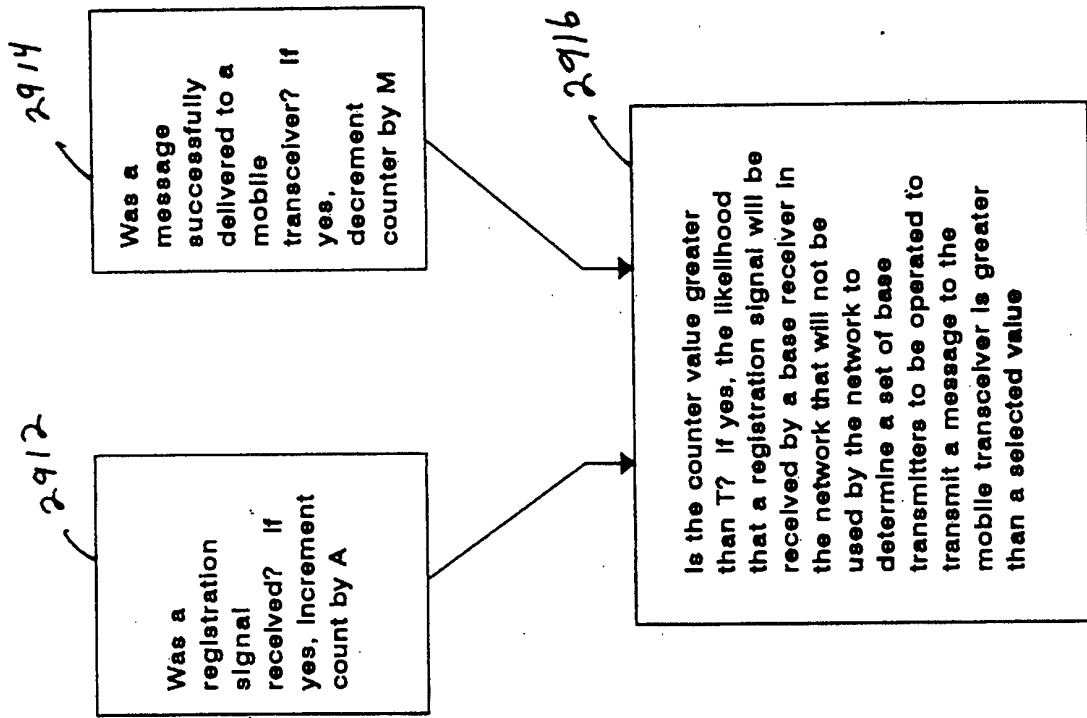 2912
Was a
registration
signal
received? If
yes, increment
count by A
2914
Was a
message
successfully
delivered to a
mobile
transceiver? If
yes,
decrement
counter by M
2916
Is the counter value greater
than T? If yes, the likelihood
that a registration signal will be
received by a base receiver in
the network that will not be
used by the network to
determine a set of base
transmitters to be operated to
transmit a message to the
mobile transceiver is greater
than a selected value